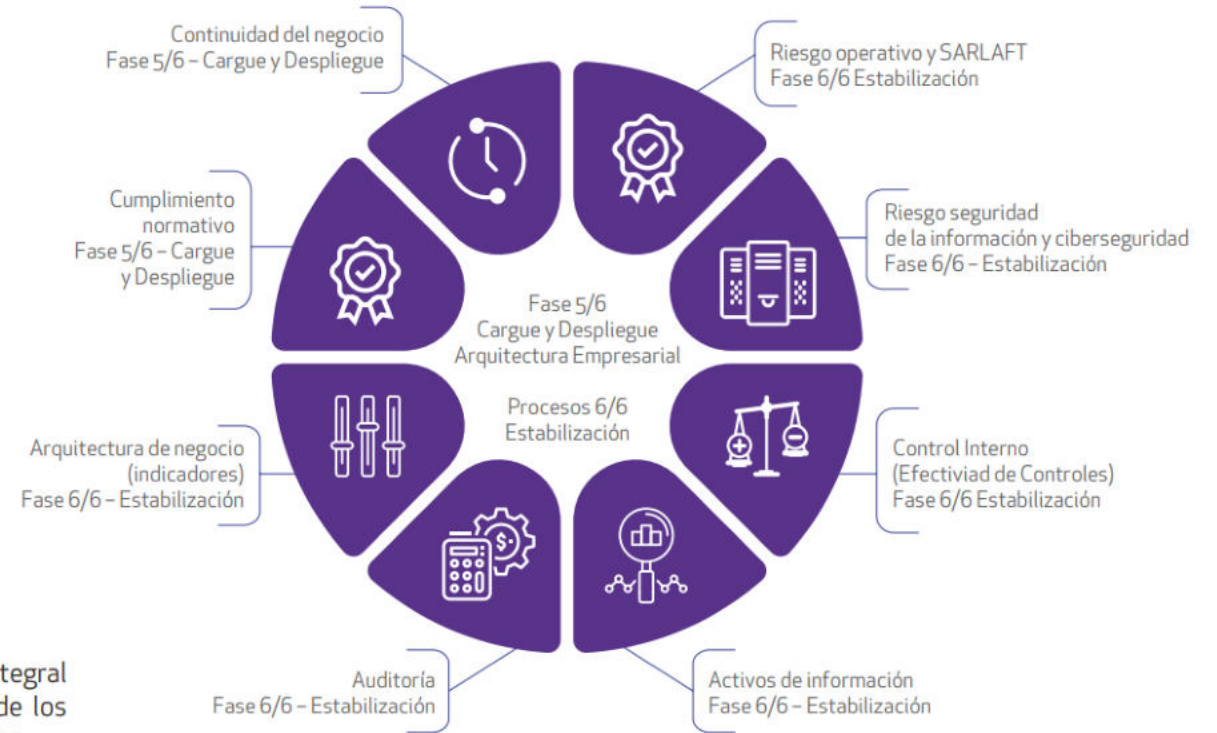 Continuidad del negocio
Fase 5/6 – Cargue y Despliegue
Riesgo operativo y SARLAFT
Fase 6/6 Estabilización
Cumplimiento
normativo
Fase 5/6 – Cargue
y Despliegue
Riesgo seguridad
de la información y ciberseguridad
Fase 6/6 – Estabilización
Fase 5/6
Cargue y Despliegue
Arquitectura Empresarial
Procesos 6/6
Estabilización
Arquitectura de negocio
(indicadores)
Fase 6/6 – Estabilización
Control Interno
(Efectiviad de Controles)
Fase 6/6 Estabilización
Auditoría
Fase 6/6 – Estabilización
Activos de información
Fase 6/6 – Estabilización
tegral
de los